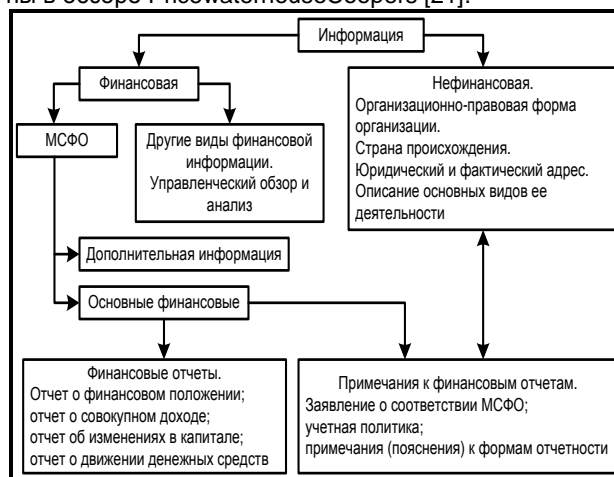 ны в обзоре PricewaterhouseCoopers [21].
Информация
Финансовая
Нефинансовая.
Организационно-правовая форма
организации.
Страна происхождения.
Юридический и фактический адрес.
Описание основных видов ее
деятельности
МСФО
Другие виды финансовой
информации.
Управленческий обзор и
анализ
Дополнительная информация
Основные финансовые
Финансовые отчеты.
Отчет о финансовом положении;
отчет о совокупном доходе;
отчет об изменениях в капитале;
отчет о движении денежных средств
Примечания к финансовым отчетам.
Заявление о соответствии МСФО;
учетная политика;
примечания (пояснения) к формам отчетности